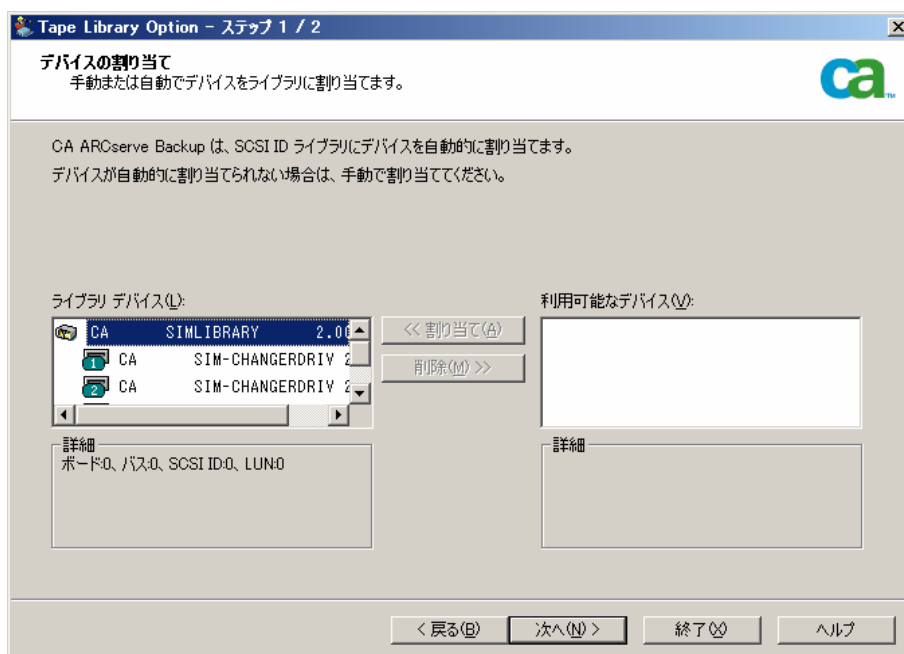 Tape Library Option - ステップ 1 / 2
デバイスの割り当て
手動または自動でデバイスをライブラリに割り当てます。
ca™
CA ARCserve Backup は、SCSI ID ライブラリにデバイスを自動的に割り当てます。
デバイスが自動的に割り当てられない場合は、手動で割り当ててください。
ライブラリ デバイス(L):
CA SIMLIBRARY 2.00
1 CA SIM-CHANGERDRIV 2
2 CA SIM-CHANGERDRIV 2
<< 割り当て(A)
削除(M) >>
利用可能なデバイス(V):
詳細
ボード:0、バス:0、SCSI ID:0、LUN:0
詳細
< 戻る(B)
次へ(N) >
終了(X)
ヘルプ